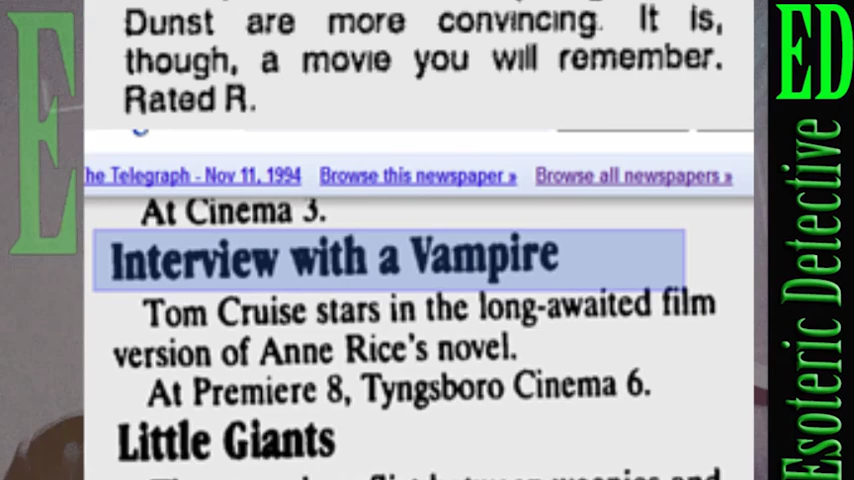 Dunst are more convincing. It is,
though, a movie you will remember.
Rated R.
he Telegraph - Nov 11, 1994 Browse this newspaper » Browse all newspapers »
At Cinema 3.
Interview with a Vampire
Tom Cruise stars in the long-awaited film
version of Anne Rice's novel.
At Premiere 8, Tyngsboro Cinema 6.
Little Giants
and
E
ED
Esoteric Detective